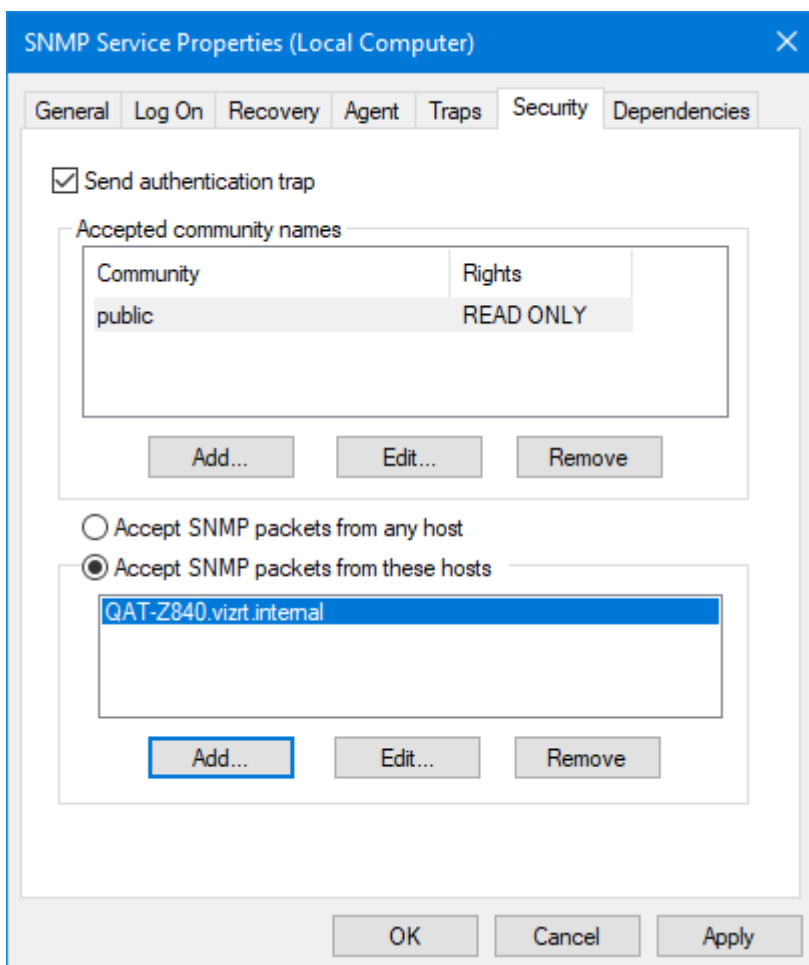 SNMP Service Properties (Local Computer)
General Log On Recovery Agent Traps Security Dependencies
Send authentication trap
Accepted community names
Community Rights
public READ ONLY
Add... Edit... Remove
Accept SNMP packets from any host
Accept SNMP packets from these hosts
QAT-Z840.vizrt.internal
Add... Edit... Remove
OK Cancel Apply